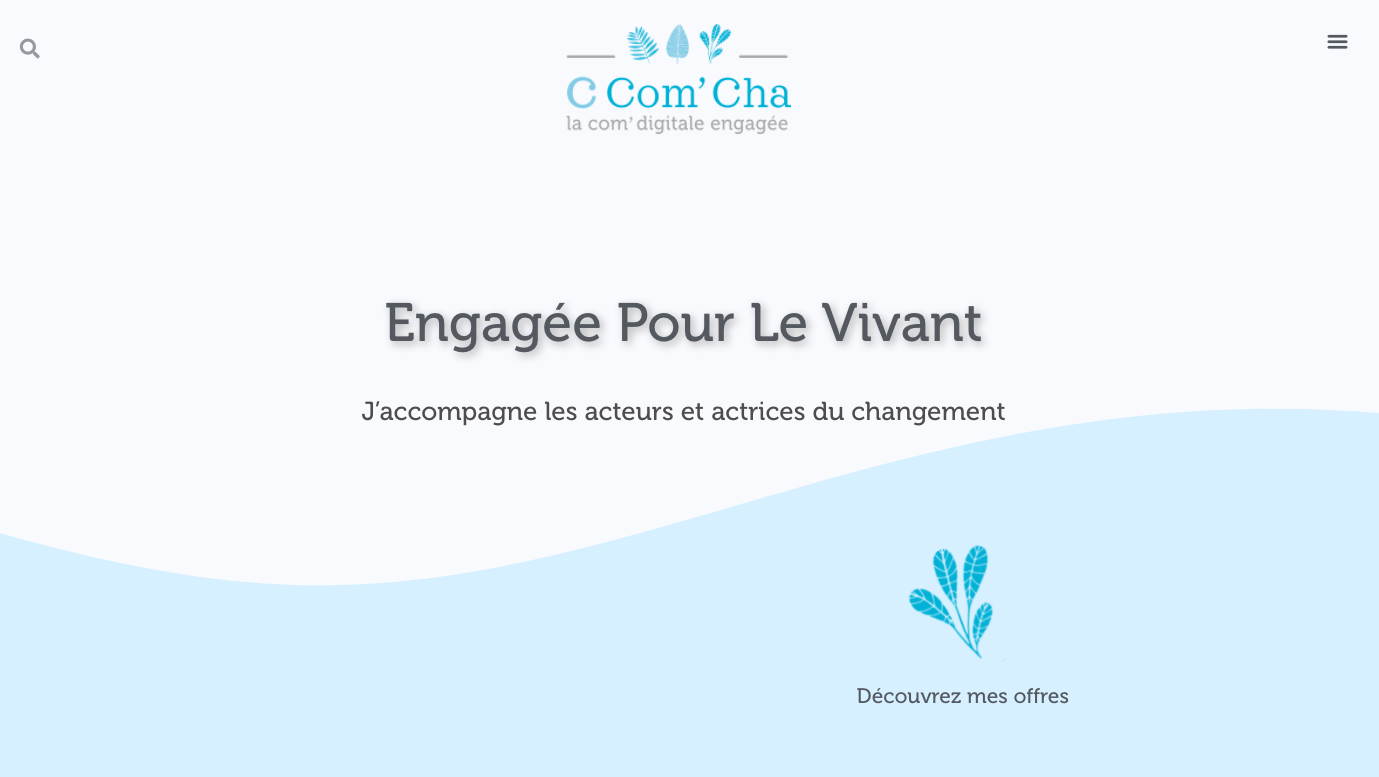 C Com’Cha
la com’ digitale engagée
Engagée Pour Le Vivant
J’accompagne les acteurs et actrices du changement
Découvrez mes offres